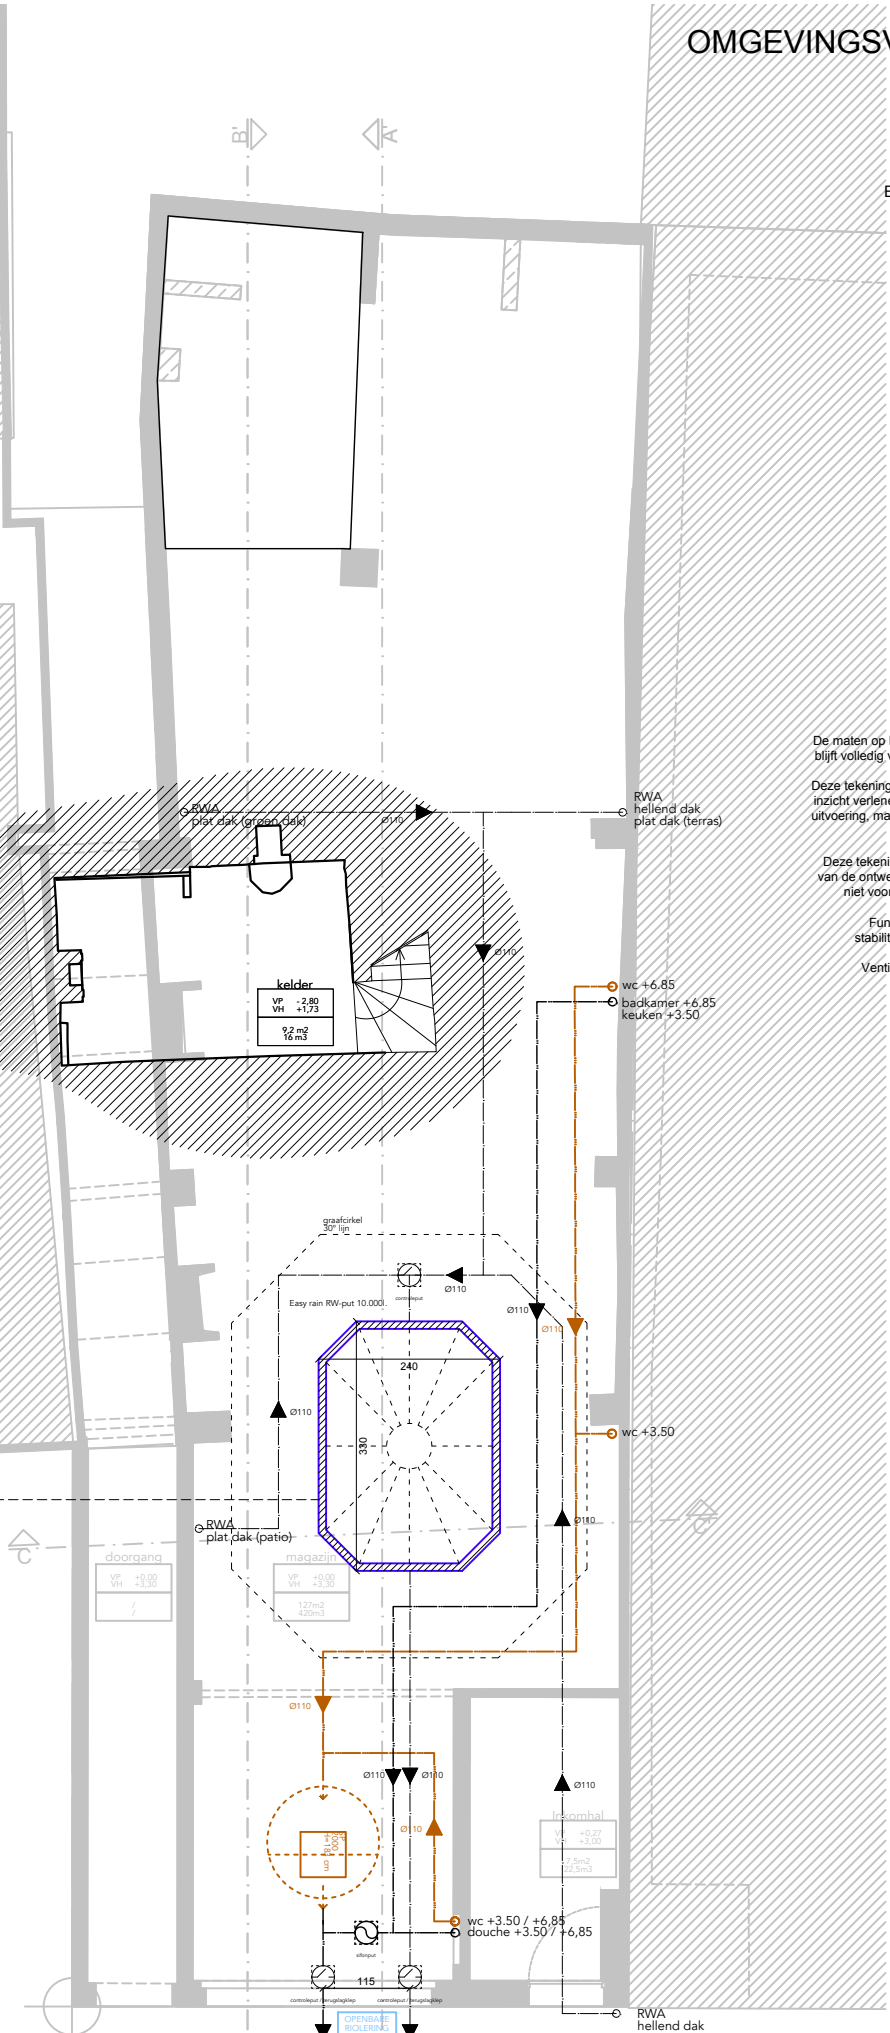 OMGEVINGSV
B'
A'
E
De maten op
blijft volledig v
Deze tekening
inzicht verlene
uitvoering, ma
Deze tekeni
van de ontwe
niet voor
Fun
stabilit
Venti
RWA
plat dak (groen dak)
Ø110
RWA
hellend dak
plat dak (terras)
Ø110
kelder
VP - 2,80
VH +1,73
9,2 m2
16 m3
wc +6.85
badkamer +6.85
keuken +3.50
graafcirkel
30° lijn
controleput
Ø110
Easy rain RW-put 10.000l.
Ø110
Ø110
240
330
Ø110
wc +3.50
RWA
plat dak (patio)
Ø110
C
C'
doorgang
VP +0,00
VH +3,30
/
/
magazijn
VP +0,00
VH +3,30
127m2
420m3
Ø110
Ø110
Ø110
Ø110
Ø110
Inkomhal
+0,27
+3,00
7,5m2
22,5m3
wc +3.50 / +6,85
douche +3.50 / +6,85
sifonput
115
controleput / terugslagklep
controleput / terugslagklep
OPENBARE
RIOLERING
RWA
hellend dak